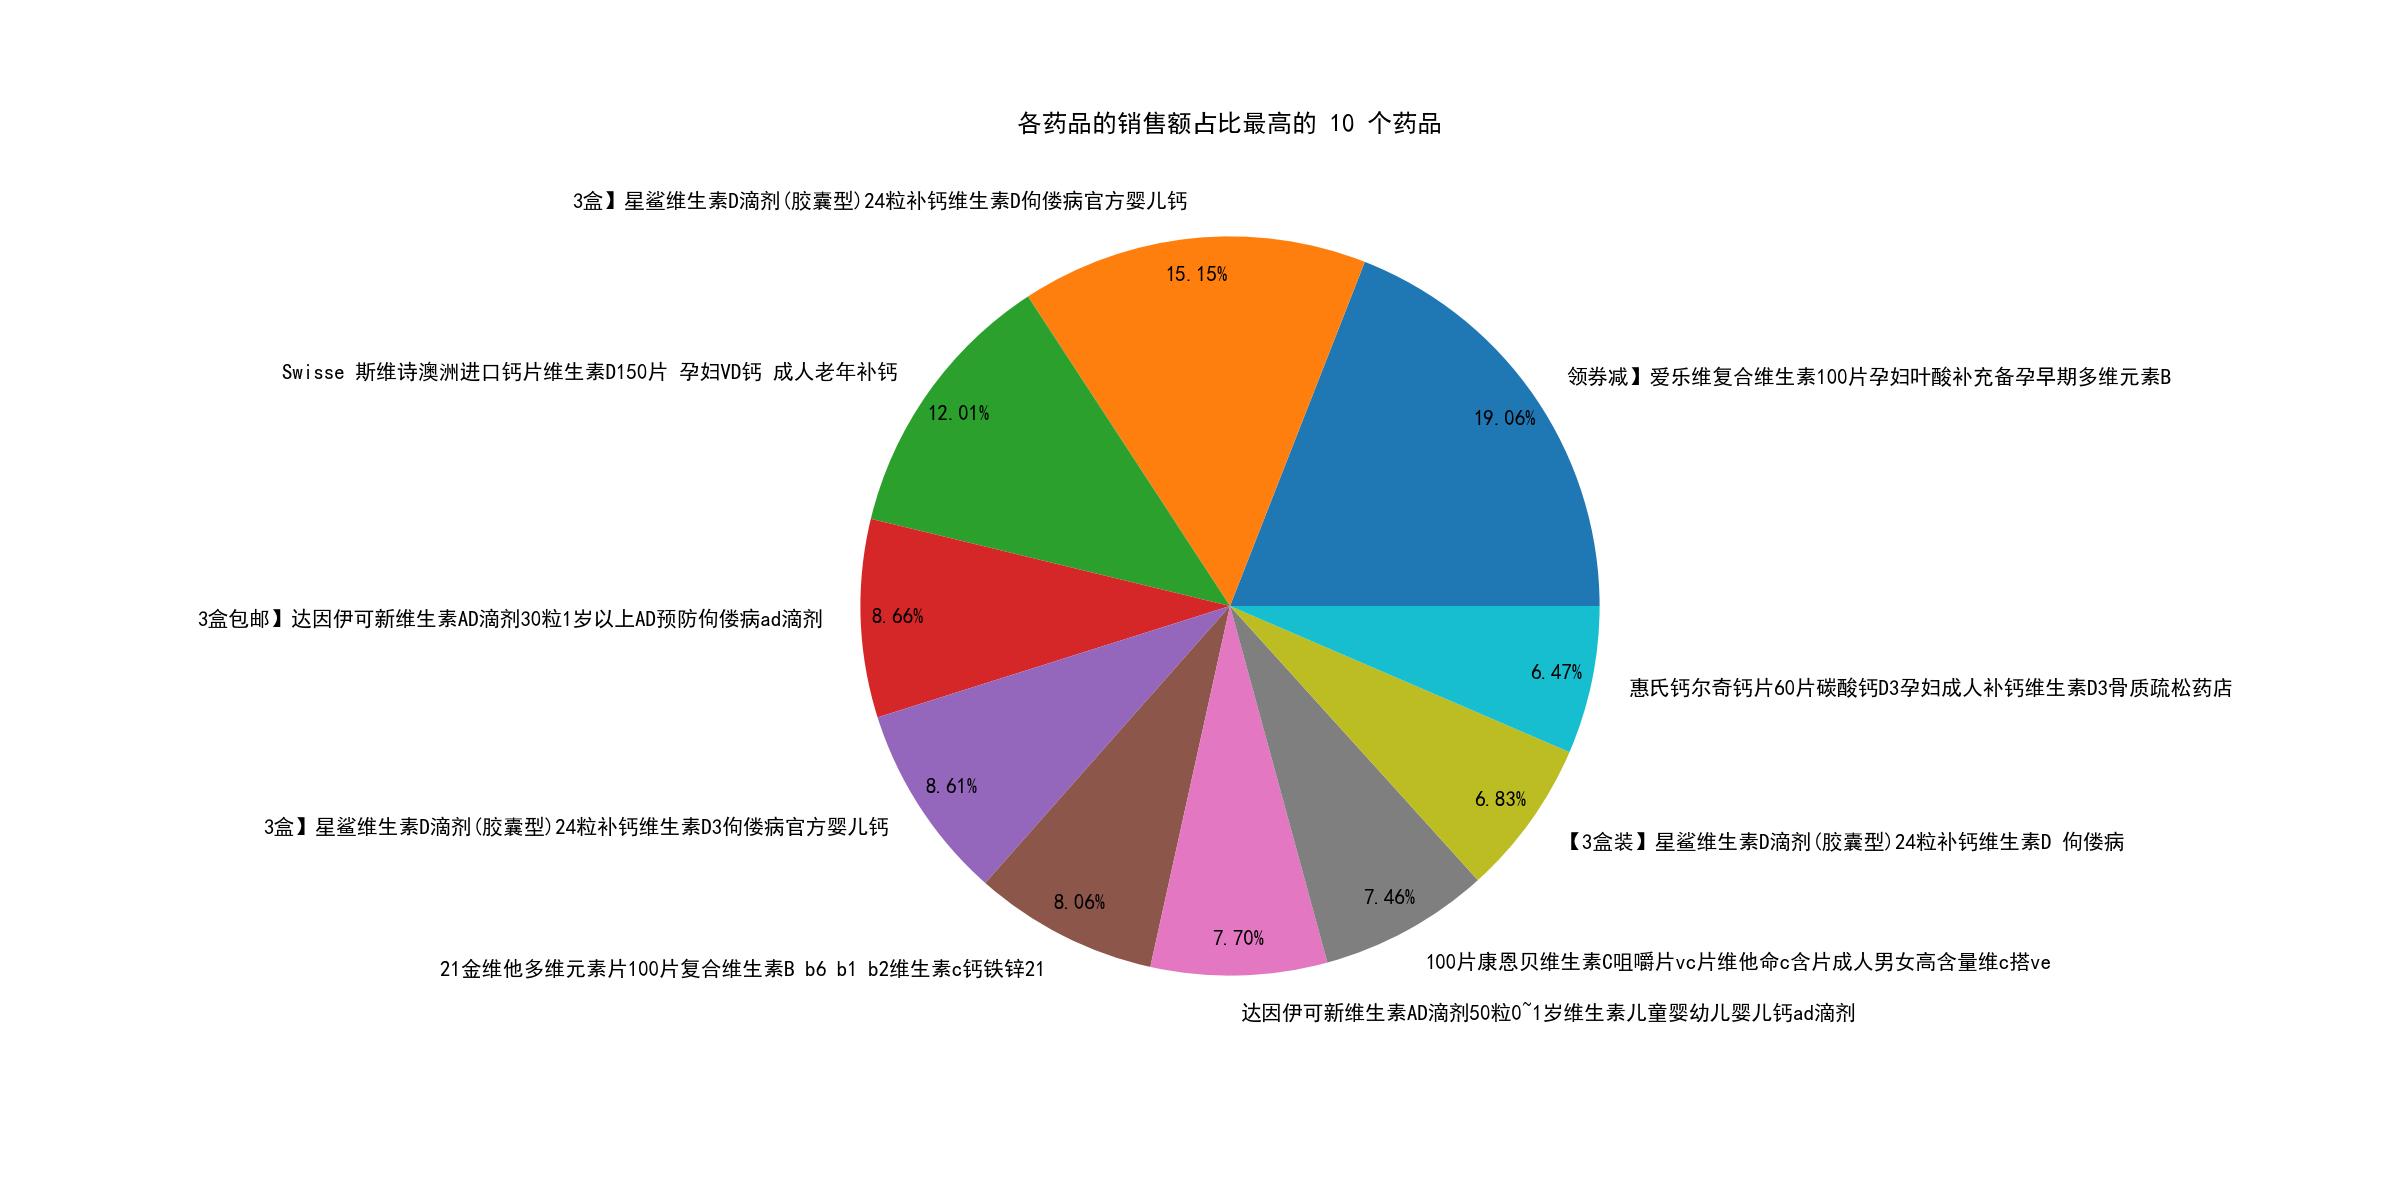 各药品的销售额占比最高的 10 个药品
3盒】星鲨维生素D滴剂(胶囊型)24粒补钙维生素D佝偻病官方婴儿钙
15.15%
Swisse 斯维诗澳洲进口钙片维生素D150片 孕妇VD钙 成人老年补钙
12.01%
领券减】爱乐维复合维生素100片孕妇叶酸补充备孕早期多维元素B
19.06%
3盒包邮】达因伊可新维生素AD滴剂30粒1岁以上AD预防佝偻病ad滴剂
8.66%
惠氏钙尔奇钙片60片碳酸钙D3孕妇成人补钙维生素D3骨质疏松药店
6.47%
3盒】星鲨维生素D滴剂(胶囊型)24粒补钙维生素D3佝偻病官方婴儿钙
8.61%
【3盒装】星鲨维生素D滴剂(胶囊型)24粒补钙维生素D 佝偻病
6.83%
21金维他多维元素片100片复合维生素B b6 b1 b2维生素c钙铁锌21
8.06%
100片康恩贝维生素C咀嚼片vc片维他命c含片成人男女高含量维c搭ve
7.46%
达因伊可新维生素AD滴剂50粒0~1岁维生素儿童婴幼儿婴儿钙ad滴剂
7.70%